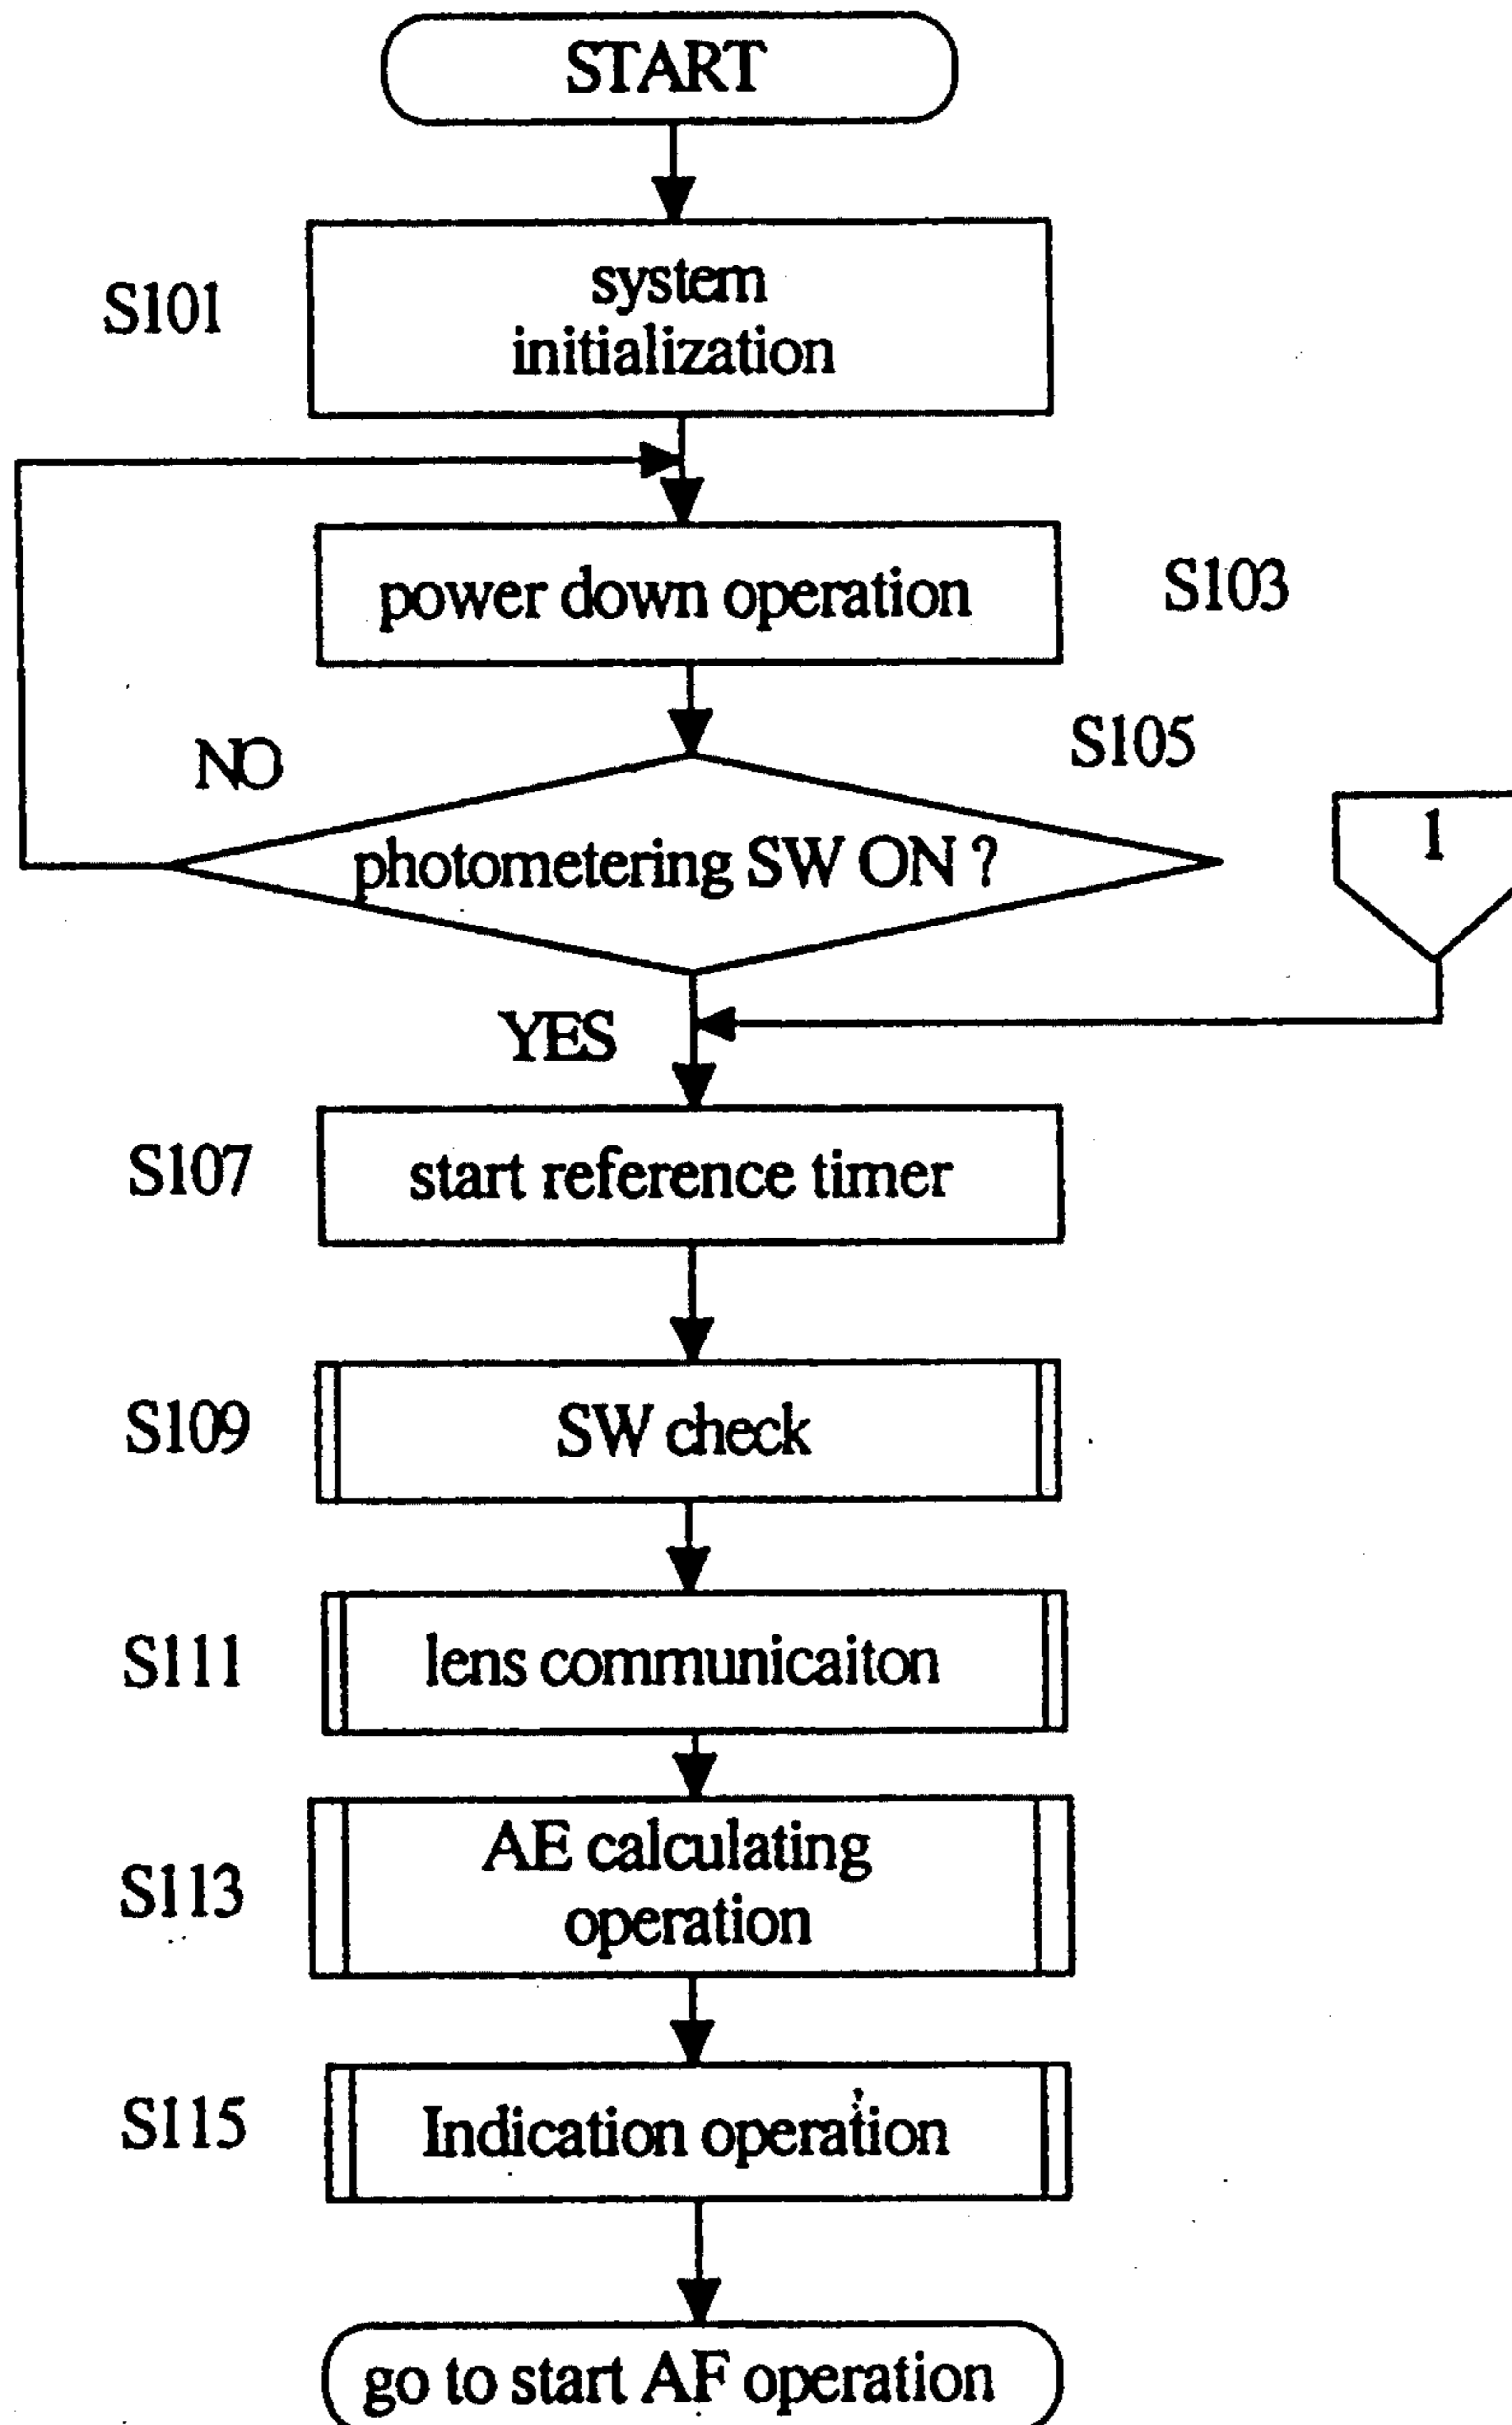 START
S101
system
initialization
power down operation
S103
S105
NO
photometering SW ON ?
1
YES
S107
start reference timer
S109
SW check
S111
lens communicaiton
S113
AE calculating
operation
S115
Indication operation
go to start AF operation